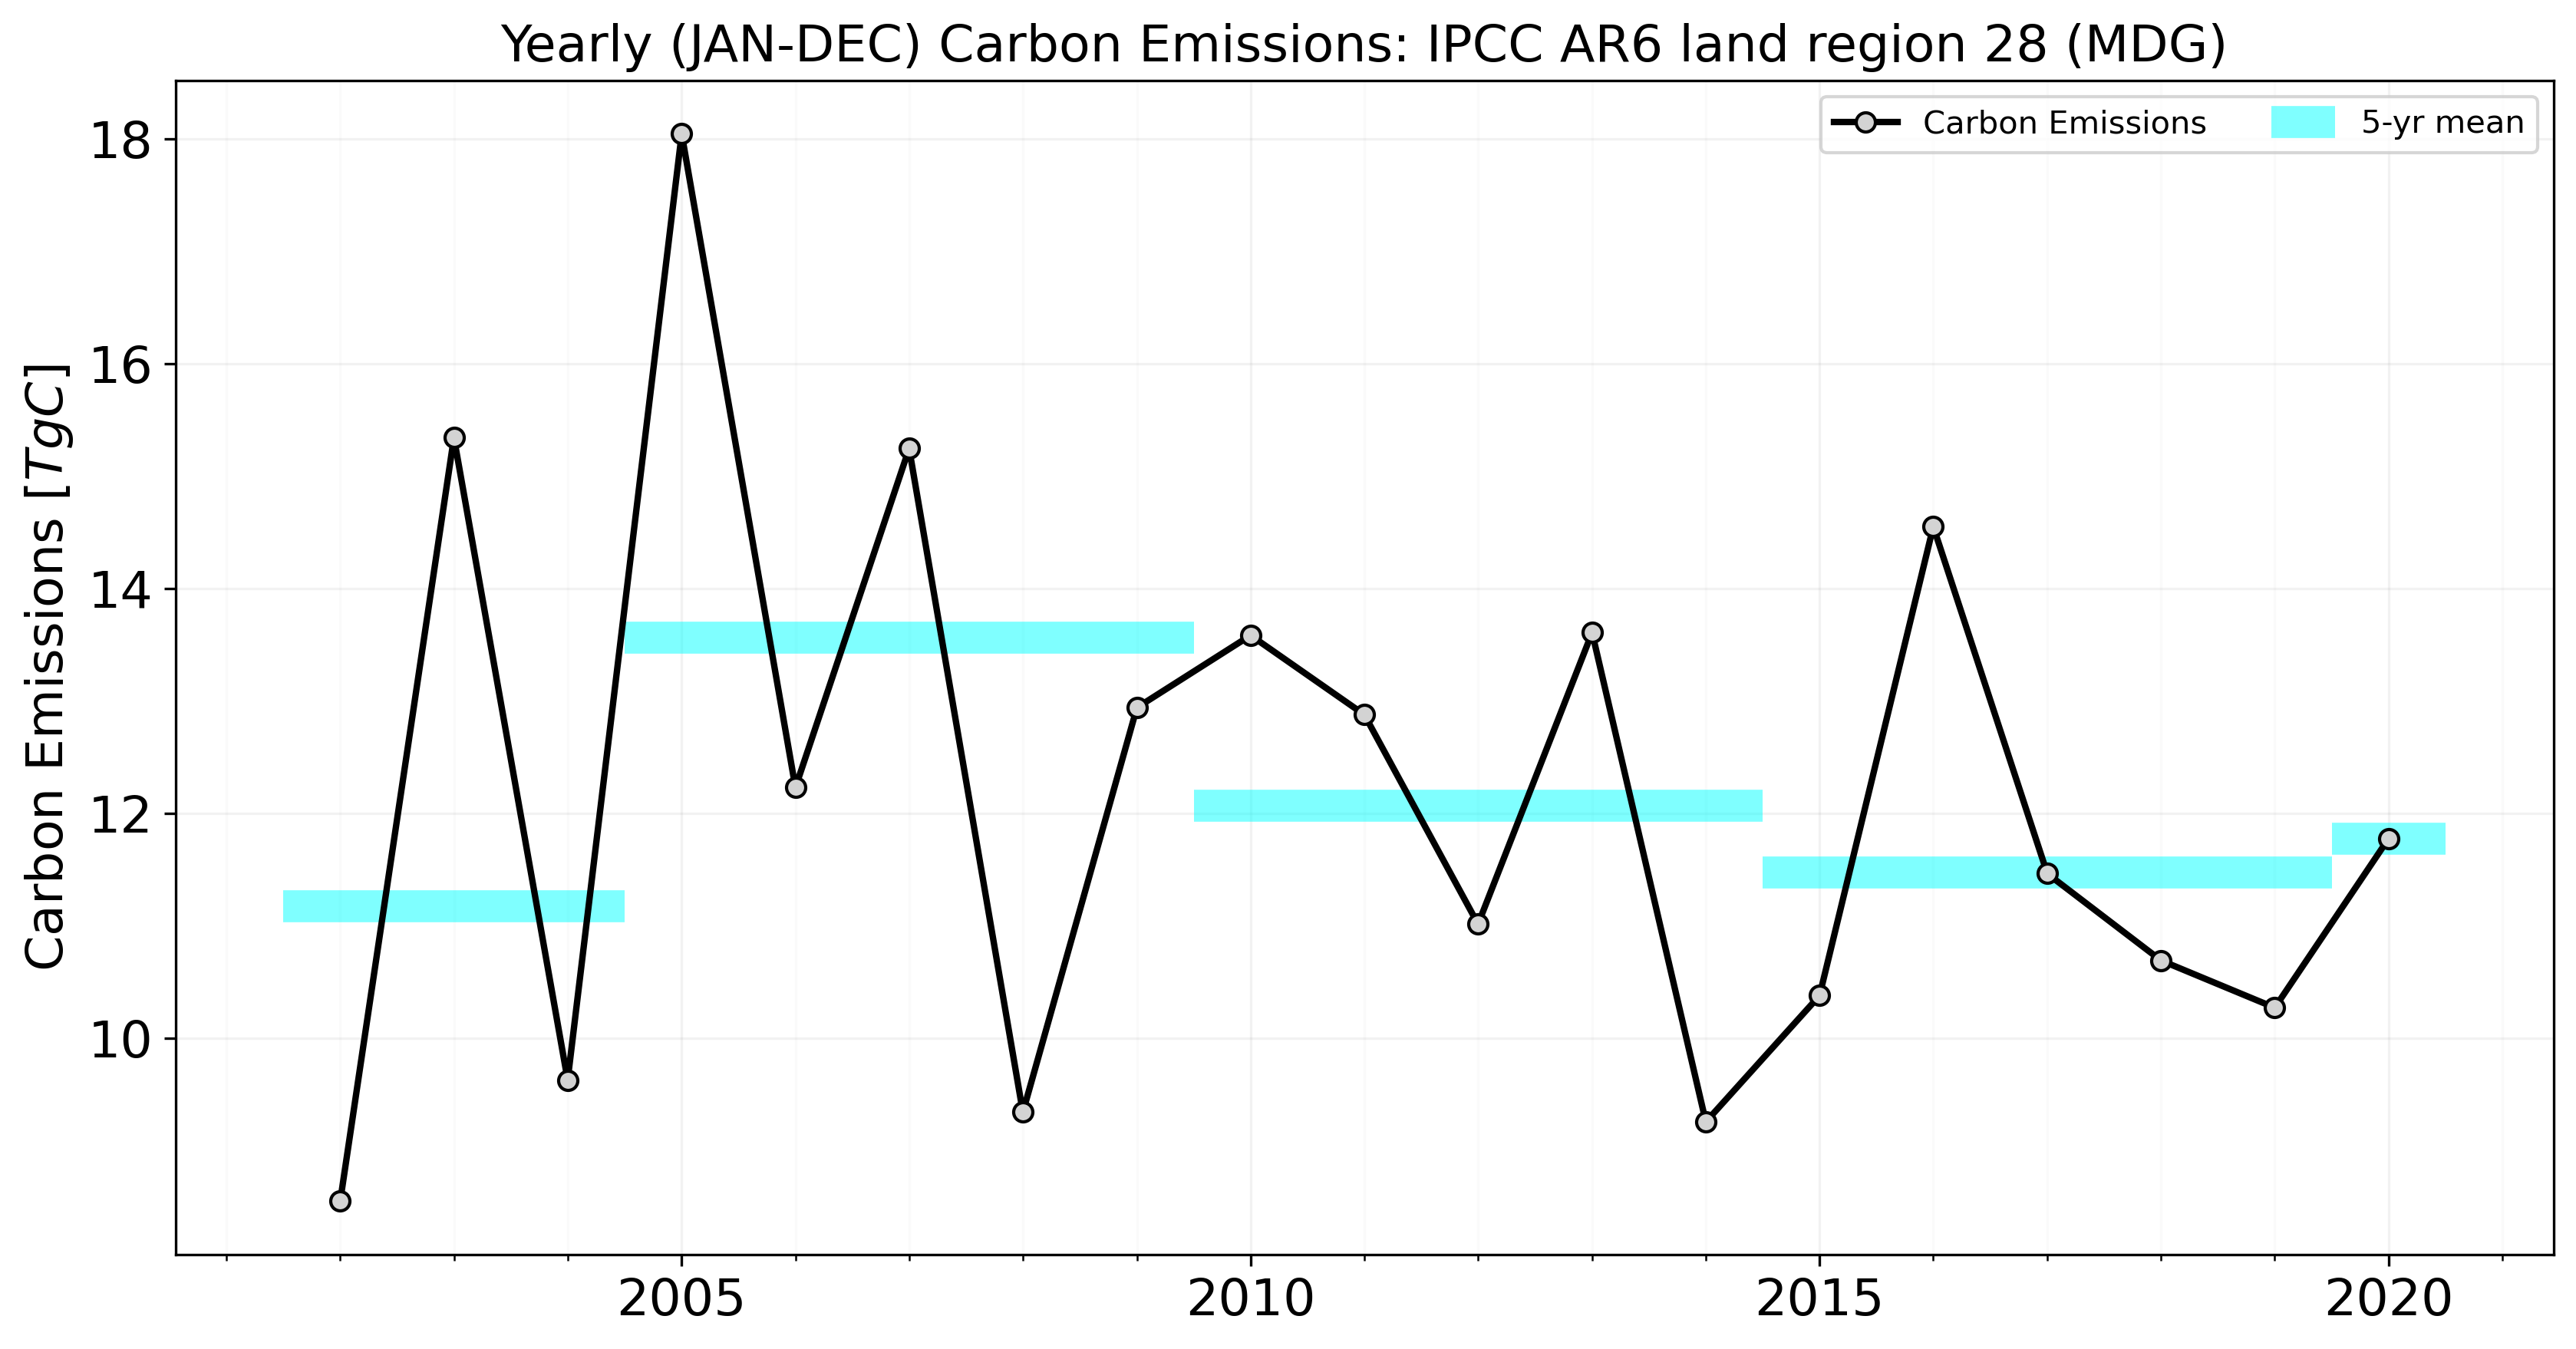 Yearly (JAN-DEC) Carbon Emissions: IPCC AR6 land region 28 (MDG)
Carbon Emissions
5-yr mean
Carbon Emissions [TgC]
18
16
14
12
10
2005
2010
2015
2020